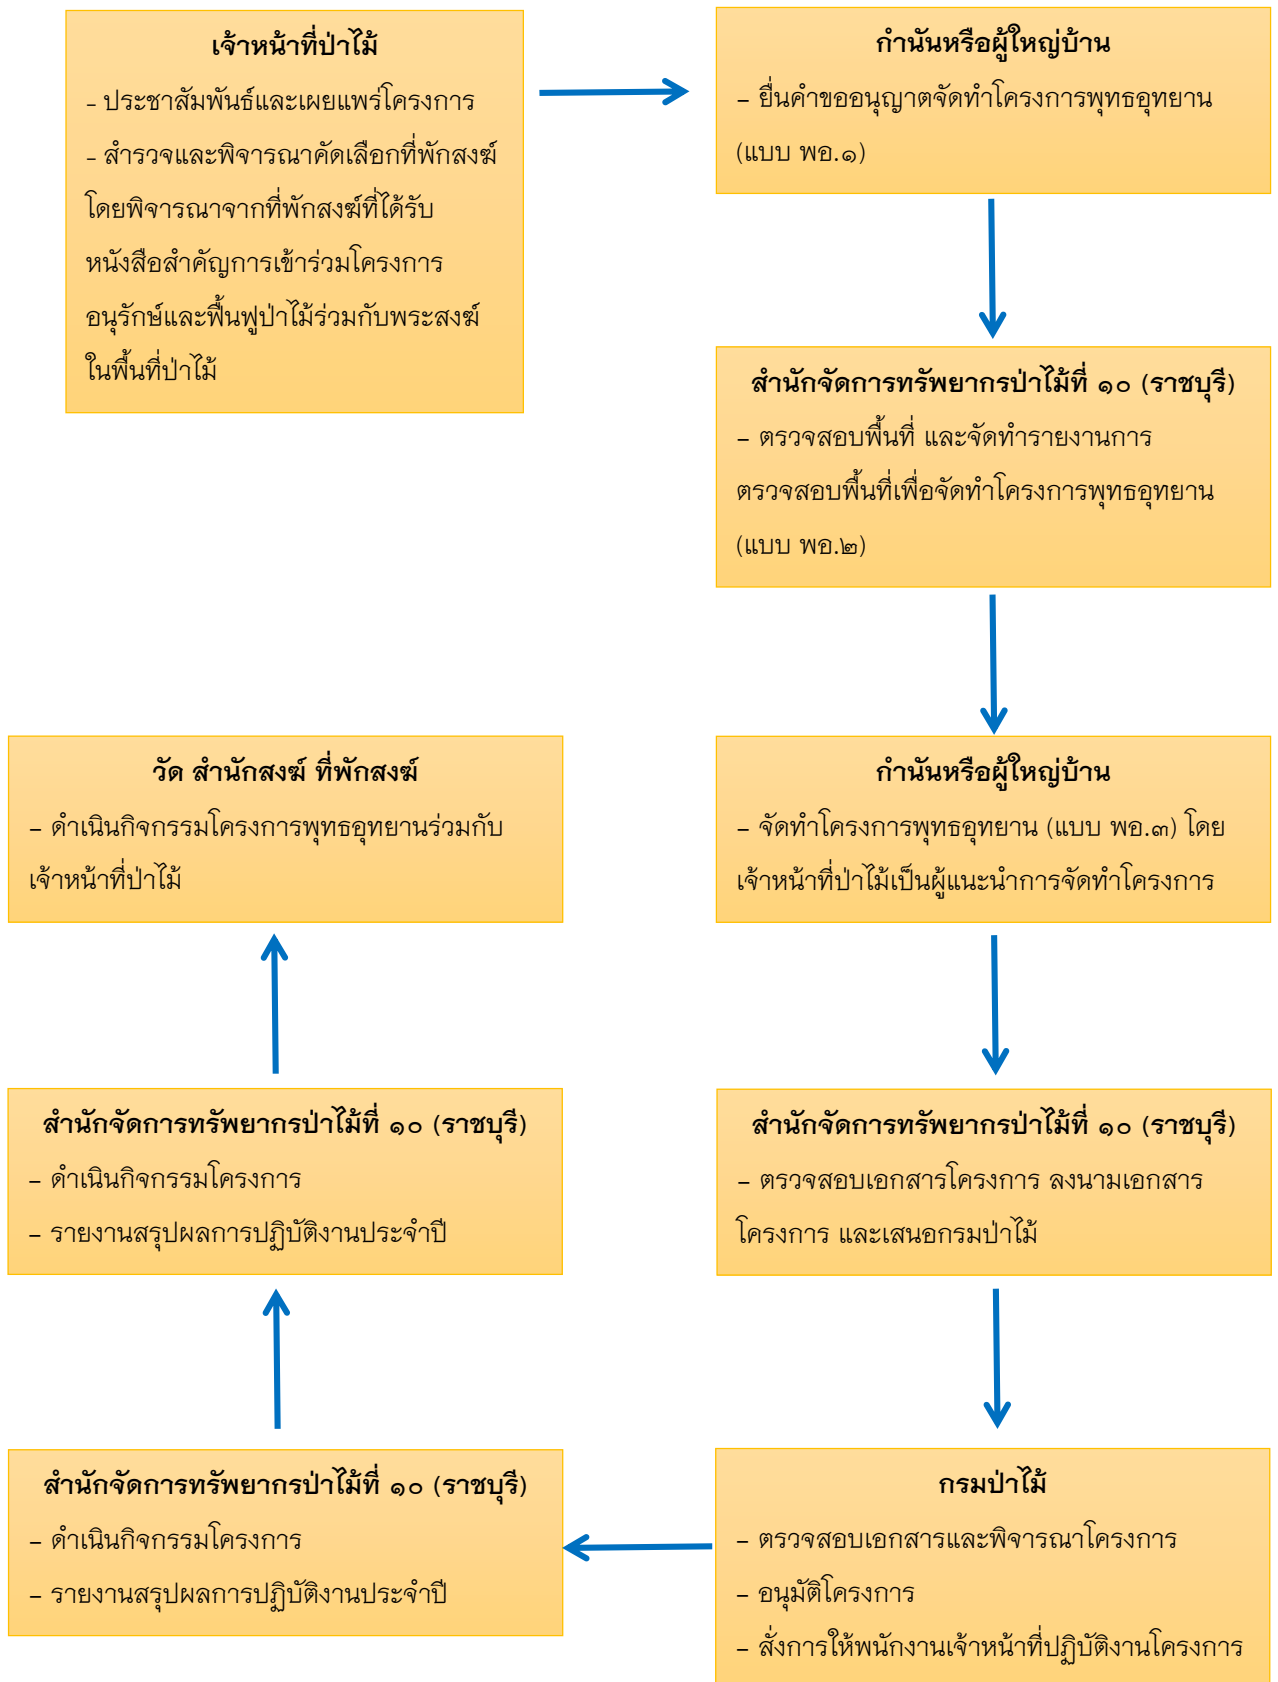 เจ้าหน้าที่ป่าไม้
- ประชาสัมพันธ์และเผยแพร่โครงการ
- สำรวจและพิจารณาคัดเลือกที่พักสงฆ์
โดยพิจารณาจากที่พักสงฆ์ที่ได้รับ
หนังสือสำคัญการเข้าร่วมโครงการ
อนุรักษ์และฟื้นฟูป่าไม้ร่วมกับพระสงฆ์
ในพื้นที่ป่าไม้
กำนันหรือผู้ใหญ่บ้าน
– ยื่นคำขออนุญาตจัดทำโครงการพุทธอุทยาน
(แบบ พอ.๑)
สำนักจัดการทรัพยากรป่าไม้ที่ ๑๐ (ราชบุรี)
– ตรวจสอบพื้นที่ และจัดทำรายงานการ
ตรวจสอบพื้นที่เพื่อจัดทำโครงการพุทธอุทยาน
(แบบ พอ.๒)
กำนันหรือผู้ใหญ่บ้าน
– จัดทำโครงการพุทธอุทยาน (แบบ พอ.๓) โดย
เจ้าหน้าที่ป่าไม้เป็นผู้แนะนำการจัดทำโครงการ
สำนักจัดการทรัพยากรป่าไม้ที่ ๑๐ (ราชบุรี)
– ตรวจสอบเอกสารโครงการ ลงนามเอกสาร
โครงการ และเสนอกรมป่าไม้
กรมป่าไม้
– ตรวจสอบเอกสารและพิจารณาโครงการ
– อนุมัติโครงการ
– สั่งการให้พนักงานเจ้าหน้าที่ปฏิบัติงานโครงการ
สำนักจัดการทรัพยากรป่าไม้ที่ ๑๐ (ราชบุรี)
– ดำเนินกิจกรรมโครงการ
– รายงานสรุปผลการปฏิบัติงานประจำปี
สำนักจัดการทรัพยากรป่าไม้ที่ ๑๐ (ราชบุรี)
– ดำเนินกิจกรรมโครงการ
– รายงานสรุปผลการปฏิบัติงานประจำปี
วัด สำนักสงฆ์ ที่พักสงฆ์
– ดำเนินกิจกรรมโครงการพุทธอุทยานร่วมกับ
เจ้าหน้าที่ป่าไม้